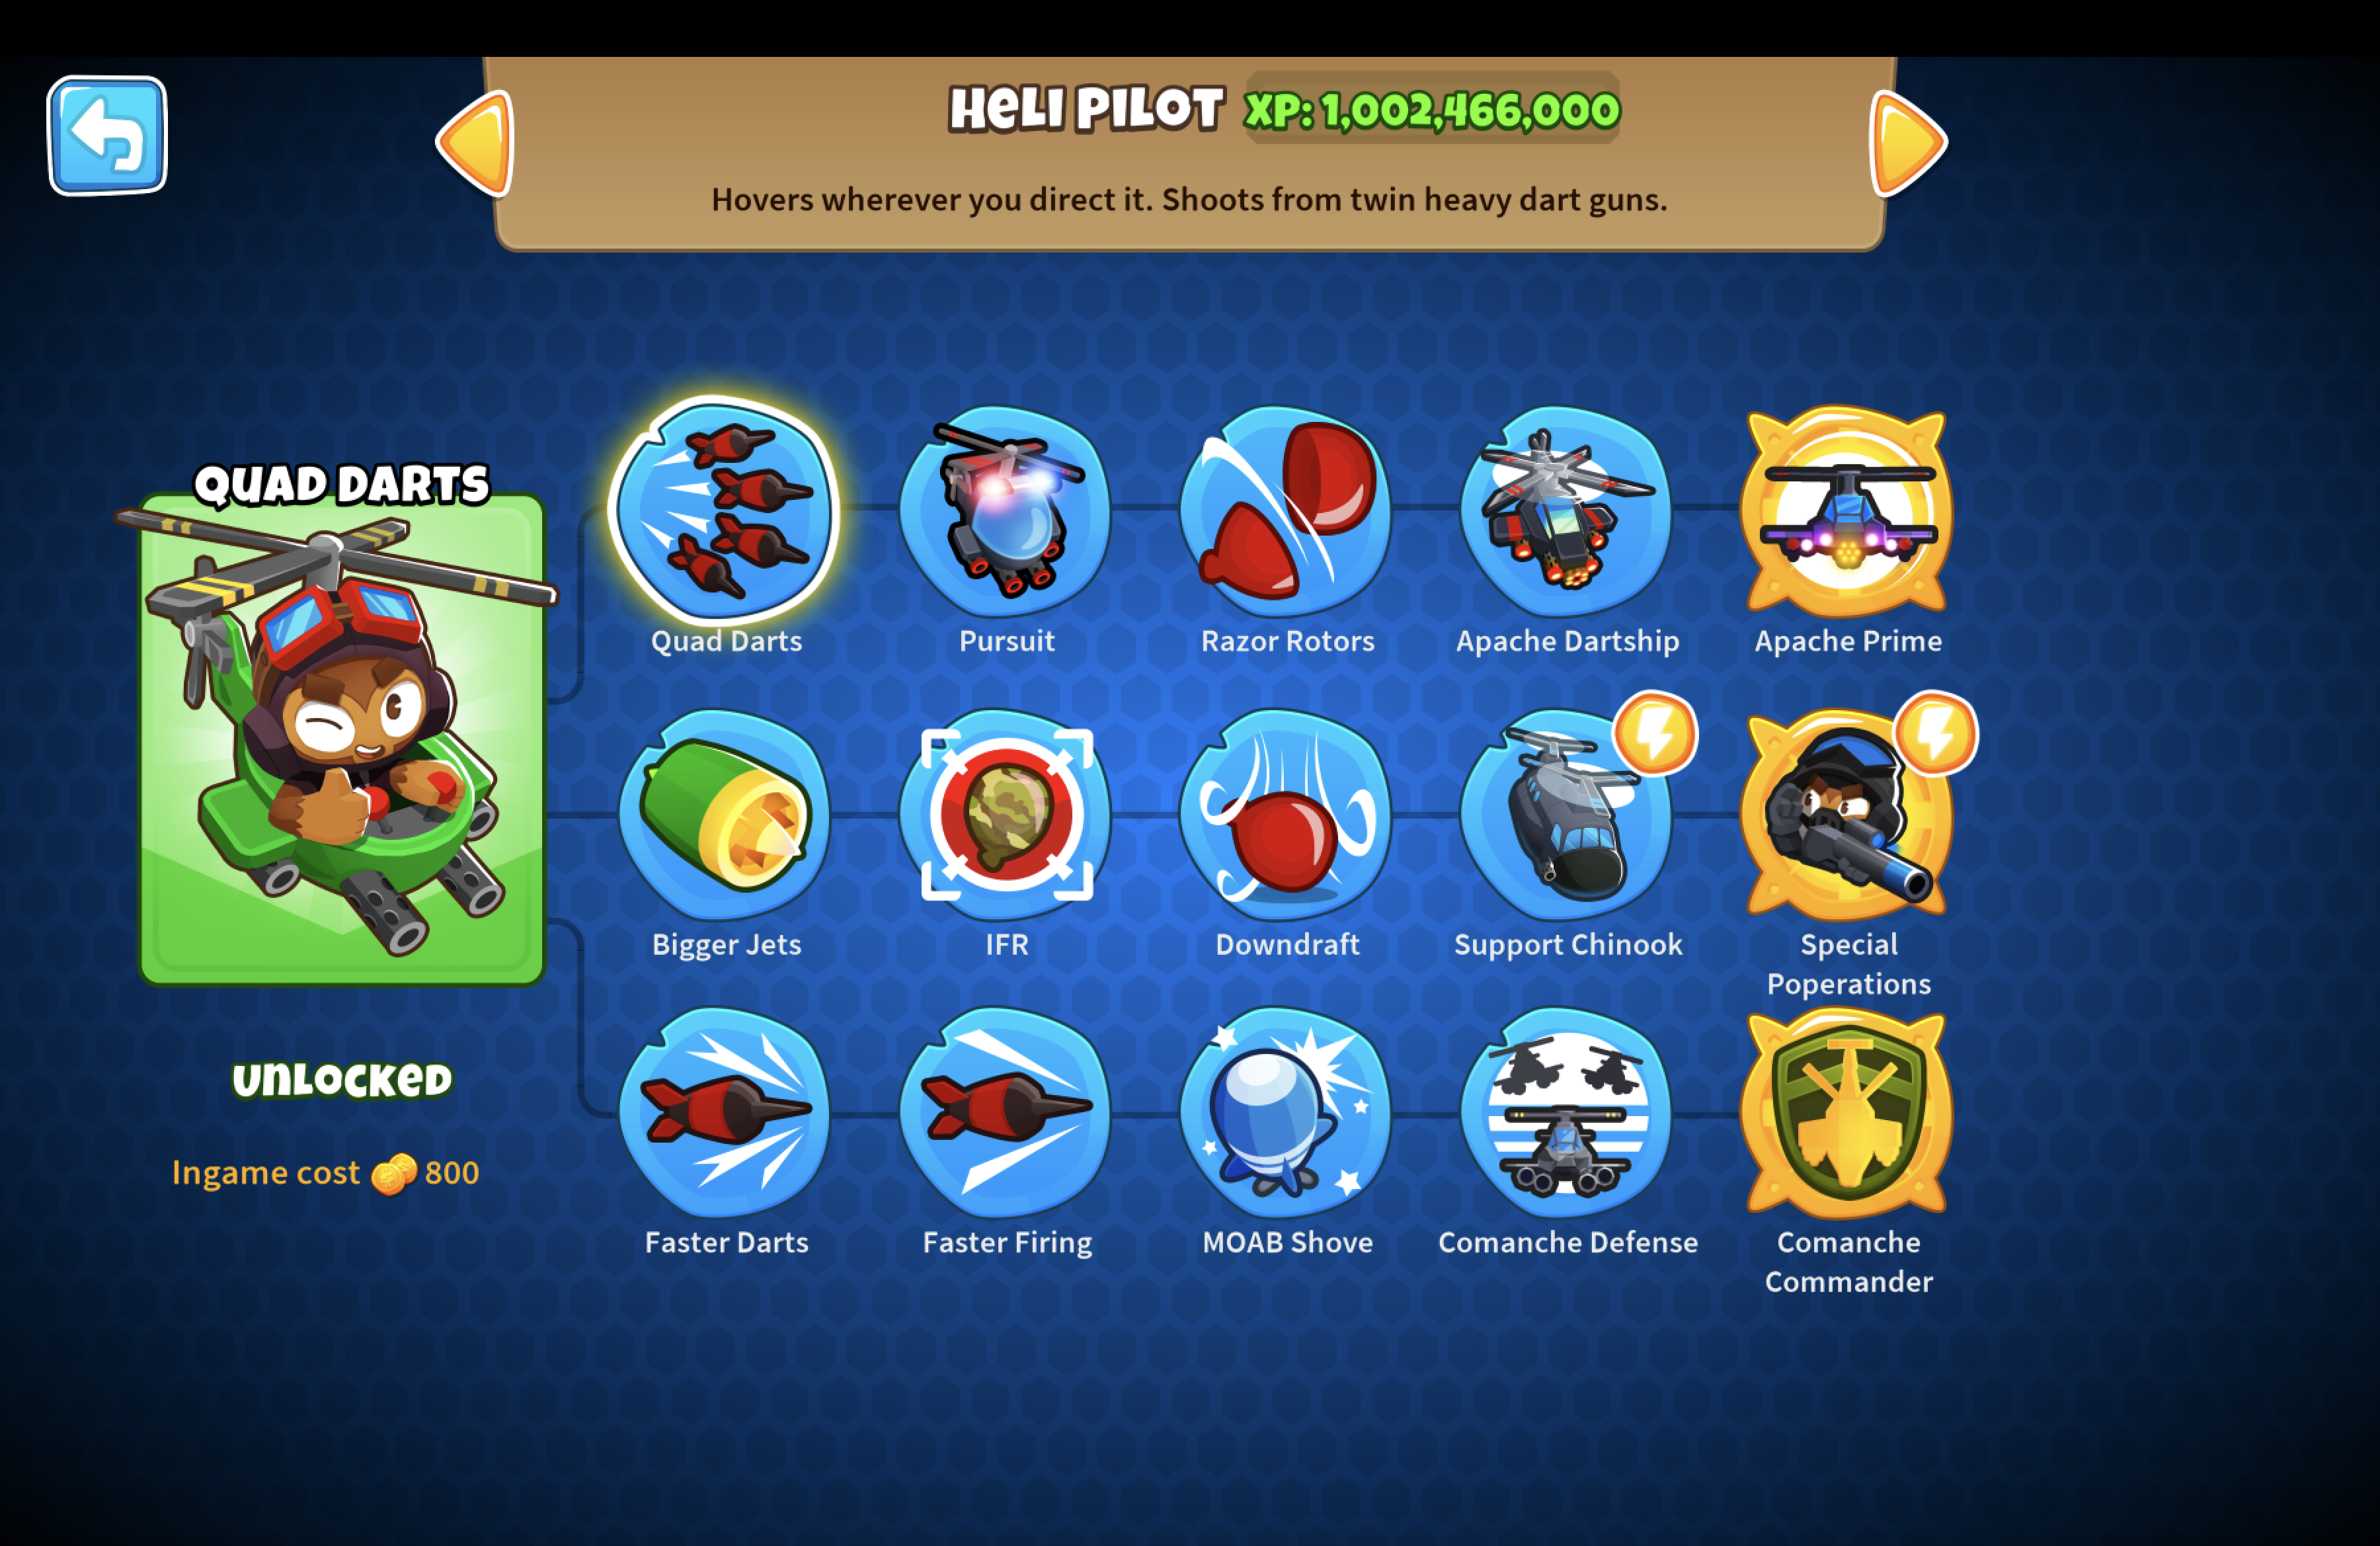 HELI PILOT XP: 1,002,466,000
Hovers wherever you direct it. Shoots from twin heavy dart guns.
QUAD DARTS
UNLOCKED
Ingame cost 800
Quad Darts
Pursuit
Razor Rotors
Apache Dartship
Apache Prime
Bigger Jets
IFR
Downdraft
Support Chinook
Special
Poperations
Faster Darts
Faster Firing
MOAB Shove
Comanche Defense
Comanche
Commander